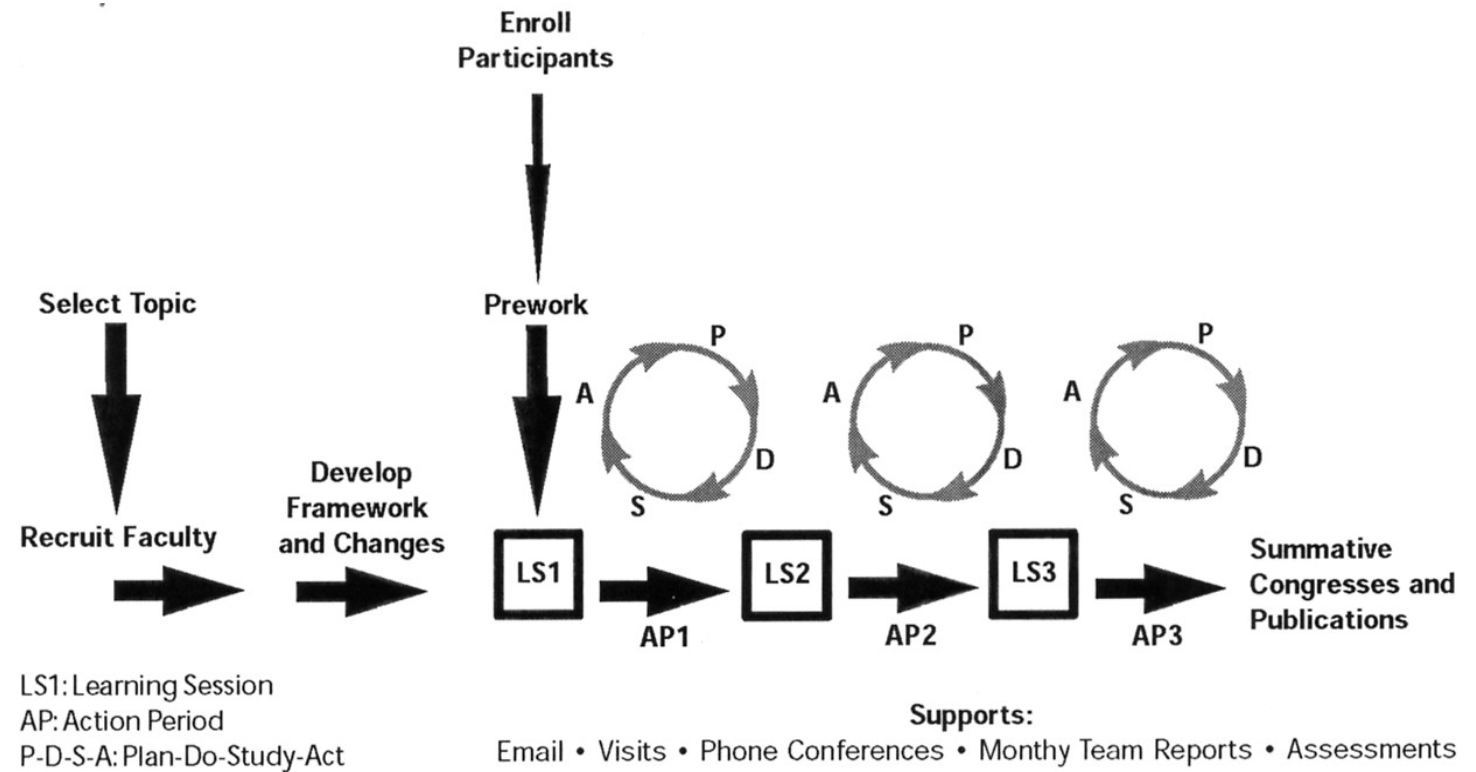 Enroll
Participants
Select Topic
Prework
P
A
D
S
P
A
D
S
P
A
D
S
Recruit Faculty
Develop
Framework
and Changes
LS1
AP1
LS2
AP2
LS3
AP3
Summative
Congresses and
Publications
LS1: Learning Session
AP: Action Period
P-D-S-A: Plan-Do-Study-Act
Supports:
Email • Visits • Phone Conferences • Monthy Team Reports • Assessments